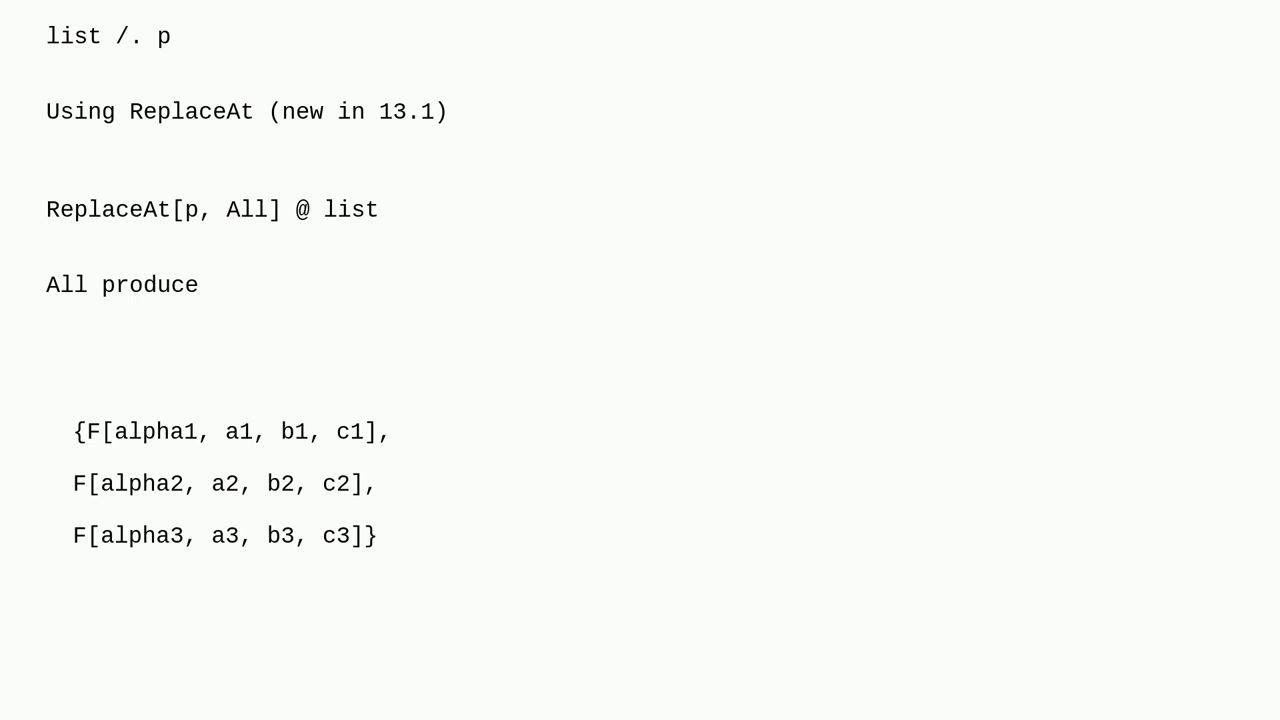 list /. p
Using ReplaceAt (new in 13.1)
ReplaceAt[p, All] @ list
All produce
{F[alpha1, a1, b1, c1],
F[alpha2, a2, b2, c2],
F[alpha3, a3, b3, c3]}